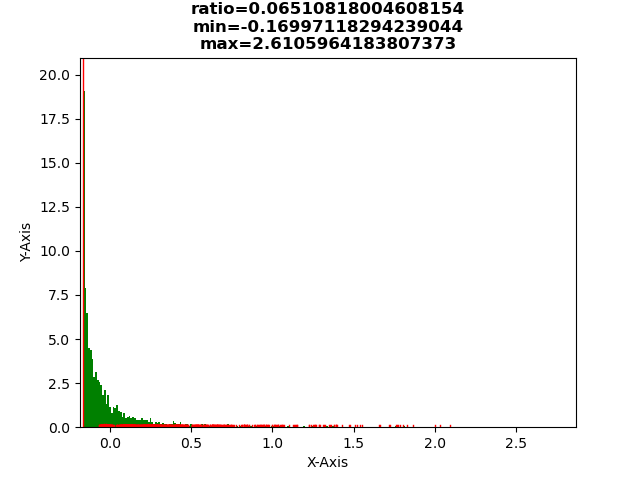 ratio=0.06510818004608154
min=-0.16997118294239044
max=2.6105964183807373
20.0
17.5
15.0
12.5
10.0
7.5
5.0
2.5
0.0
Y-Axis
0.0 0.5 1.0 1.5 2.0 2.5
X-Axis